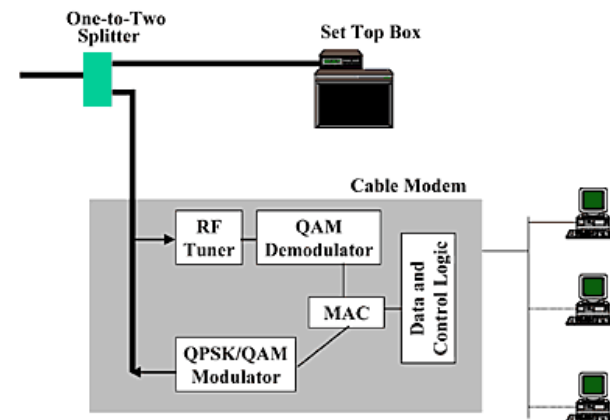 One-to-Two
Splitter
Set Top Box
Cable Modem
RF
Tuner
QAM
Demodulator
MAC
Data and
Control Logic
QPSK/QAM
Modulator